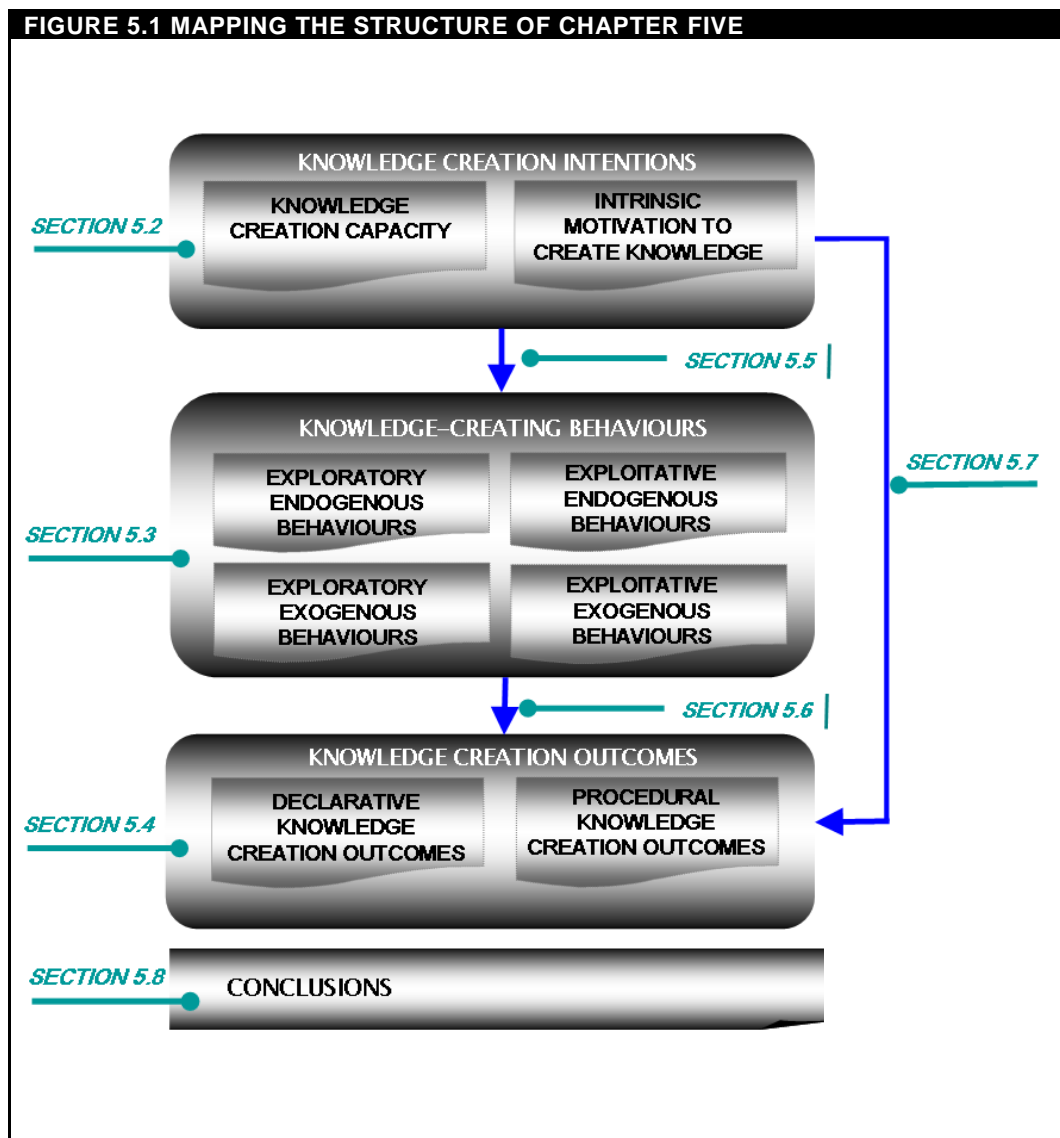 FIGURE 5.1 MAPPING THE STRUCTURE OF CHAPTER FIVE
KNOWLEDGE CREATION INTENTIONS
SECTION 5.2
KNOWLEDGE
CREATION CAPACITY
INTRINSIC
MOTIVATION TO
CREATE KNOWLEDGE
SECTION 5.5
KNOWLEDGE-CREATING BEHAVIOURS
SECTION 5.7
SECTION 5.3
EXPLORATORY
ENDOGENOUS
BEHAVIOURS
EXPLOITATIVE
ENDOGENOUS
BEHAVIOURS
EXPLORATORY
EXOGENOUS
BEHAVIOURS
EXPLOITATIVE
EXOGENOUS
BEHAVIOURS
SECTION 5.6
KNOWLEDGE CREATION OUTCOMES
SECTION 5.4
DECLARATIVE
KNOWLEDGE
CREATION OUTCOMES
PROCEDURAL
KNOWLEDGE
CREATION OUTCOMES
SECTION 5.8
CONCLUSIONS